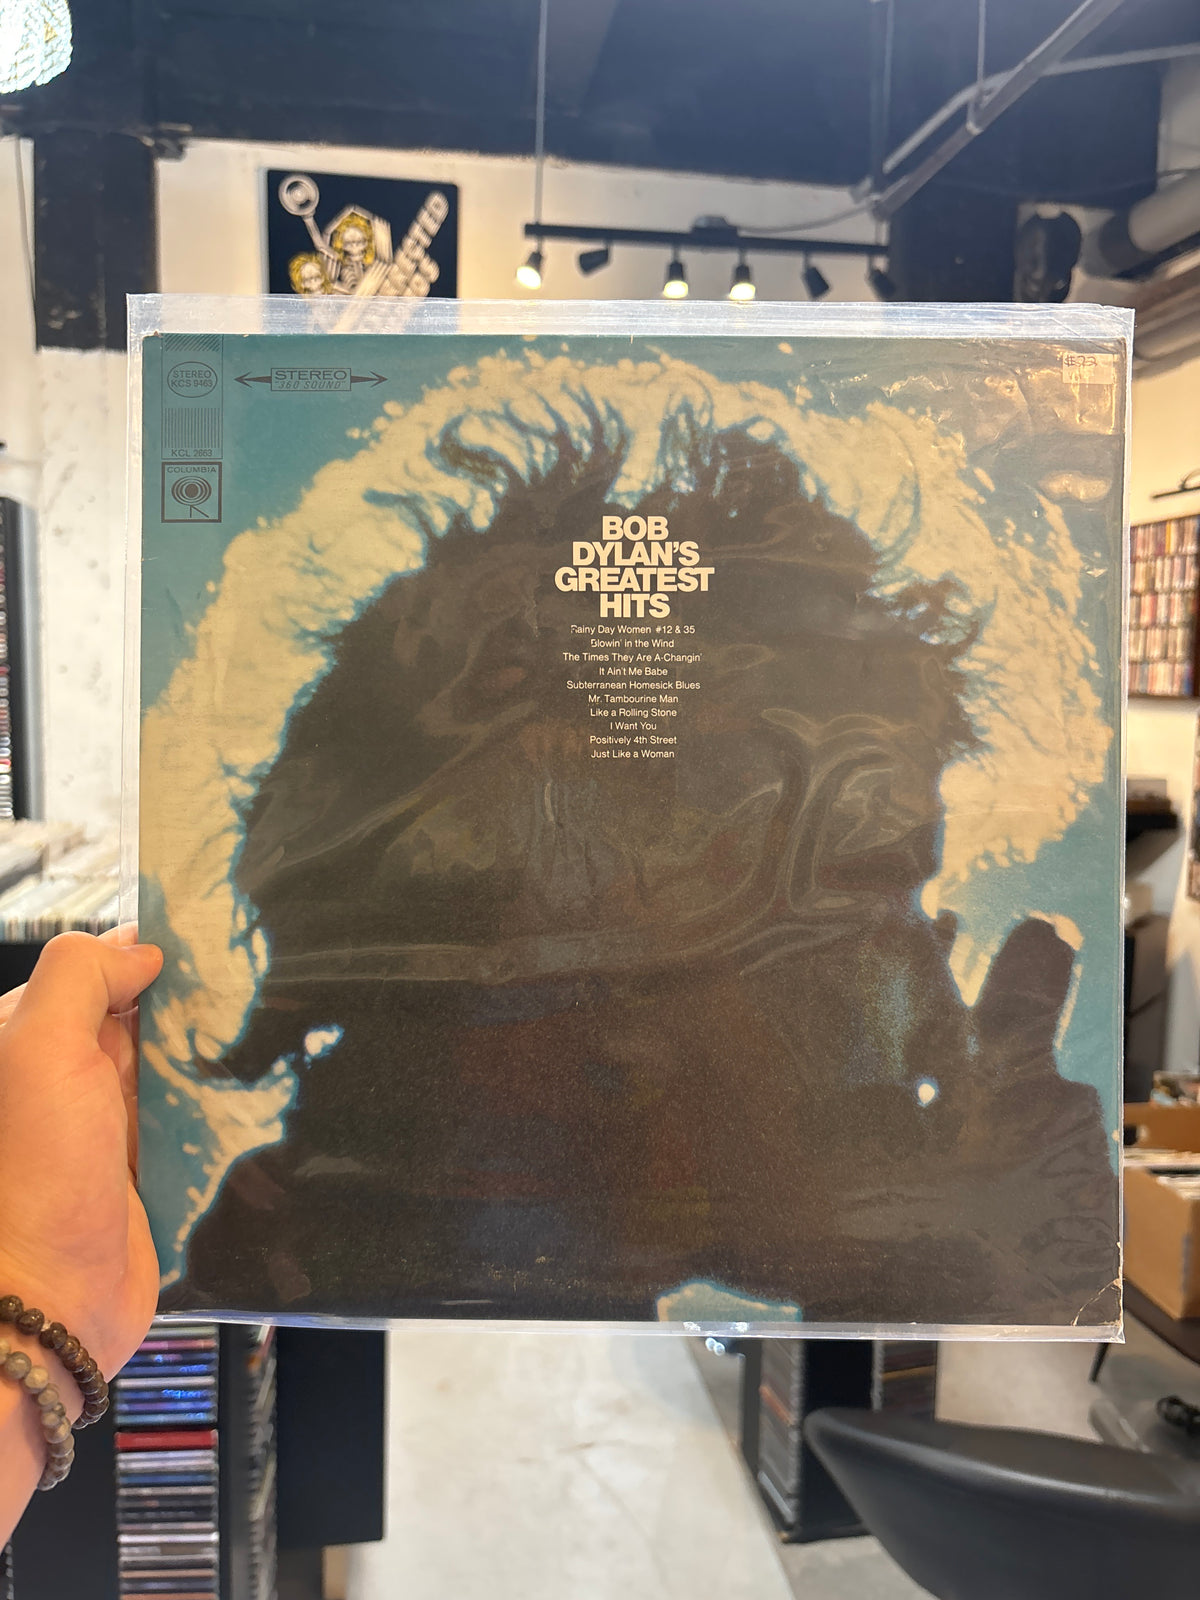 STEREO
KCS 9463
STEREO
"360 SOUND"
KCL 2663
COLUMBIA
BOB
DYLAN'S
GREATEST
HITS
Rainy Day Women #12 & 35
Blowin' in the Wind
The Times They Are A-Changin'
It Ain't Me Babe
Subterranean Homesick Blues
Mr. Tambourine Man
Like a Rolling Stone
I Want You
Positively 4th Street
Just Like a Woman